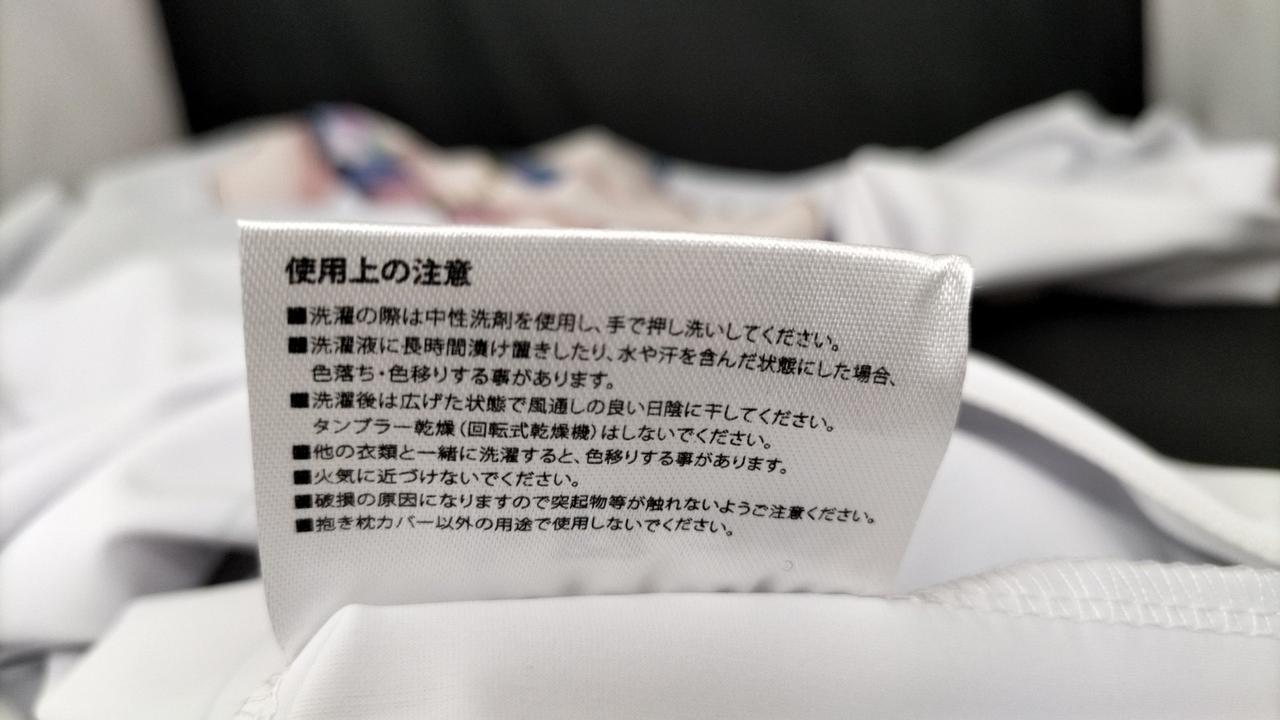 使用上の注意
■洗濯の際は中性洗剤を使用し、手で押し洗いしてください。
■洗濯液に長時間漬け置きしたり、水や汗を含んだ状態にした場合、
色落ち・色移りする事があります。
■洗濯後は広げた状態で風通しの良い日陰に干してください。
タンブラー乾燥(回転式乾燥機)はしないでください。
■他の衣類と一緒に洗濯すると、色移りする事があります。
■火気に近づけないでください。
■破損の原因になりますので突起物等が触れないようご注意ください。
■抱き枕カバー以外の用途で使用しないでください。